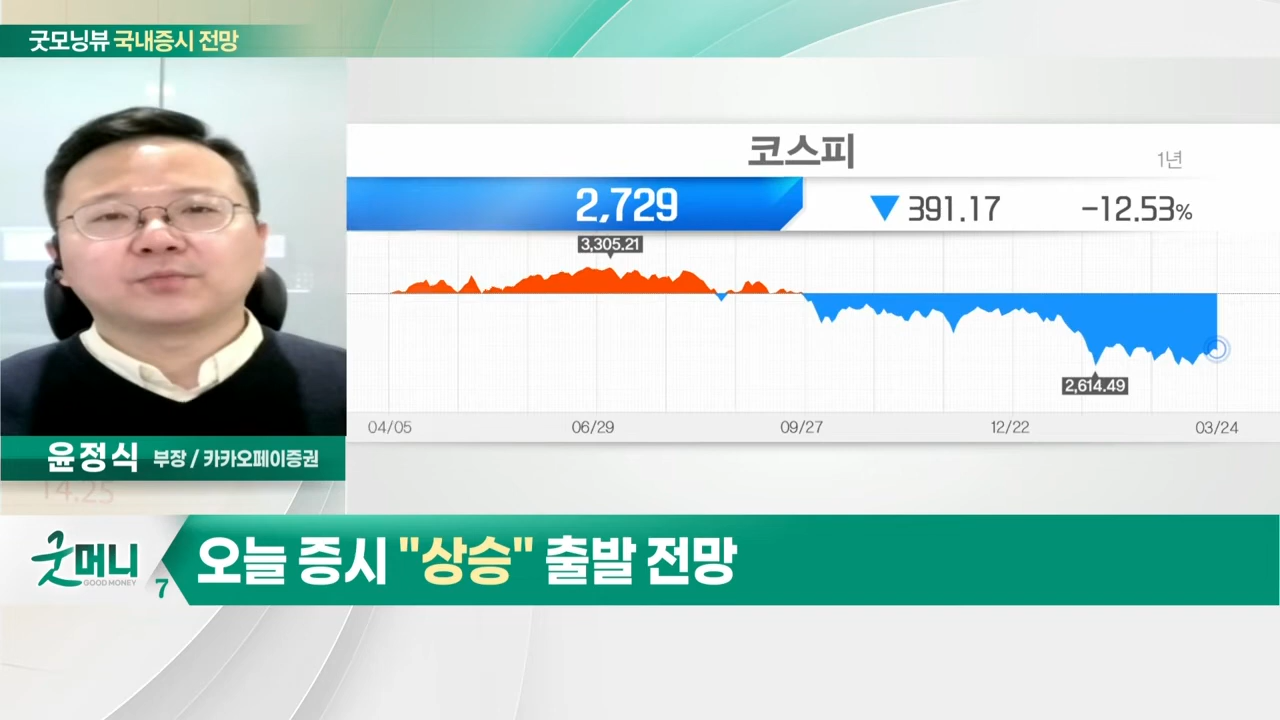 굿모닝뷰 국내증시 전망
코스피
1년
2,729 ▼ 391.17 -12.53%
3,305.21
2,614.49
04/05 06/29 09/27 12/22 03/24
윤정식 부장 / 카카오페이증권
14.25
굿머니
GOOD MONEY
7
오늘 증시 "상승" 출발 전망